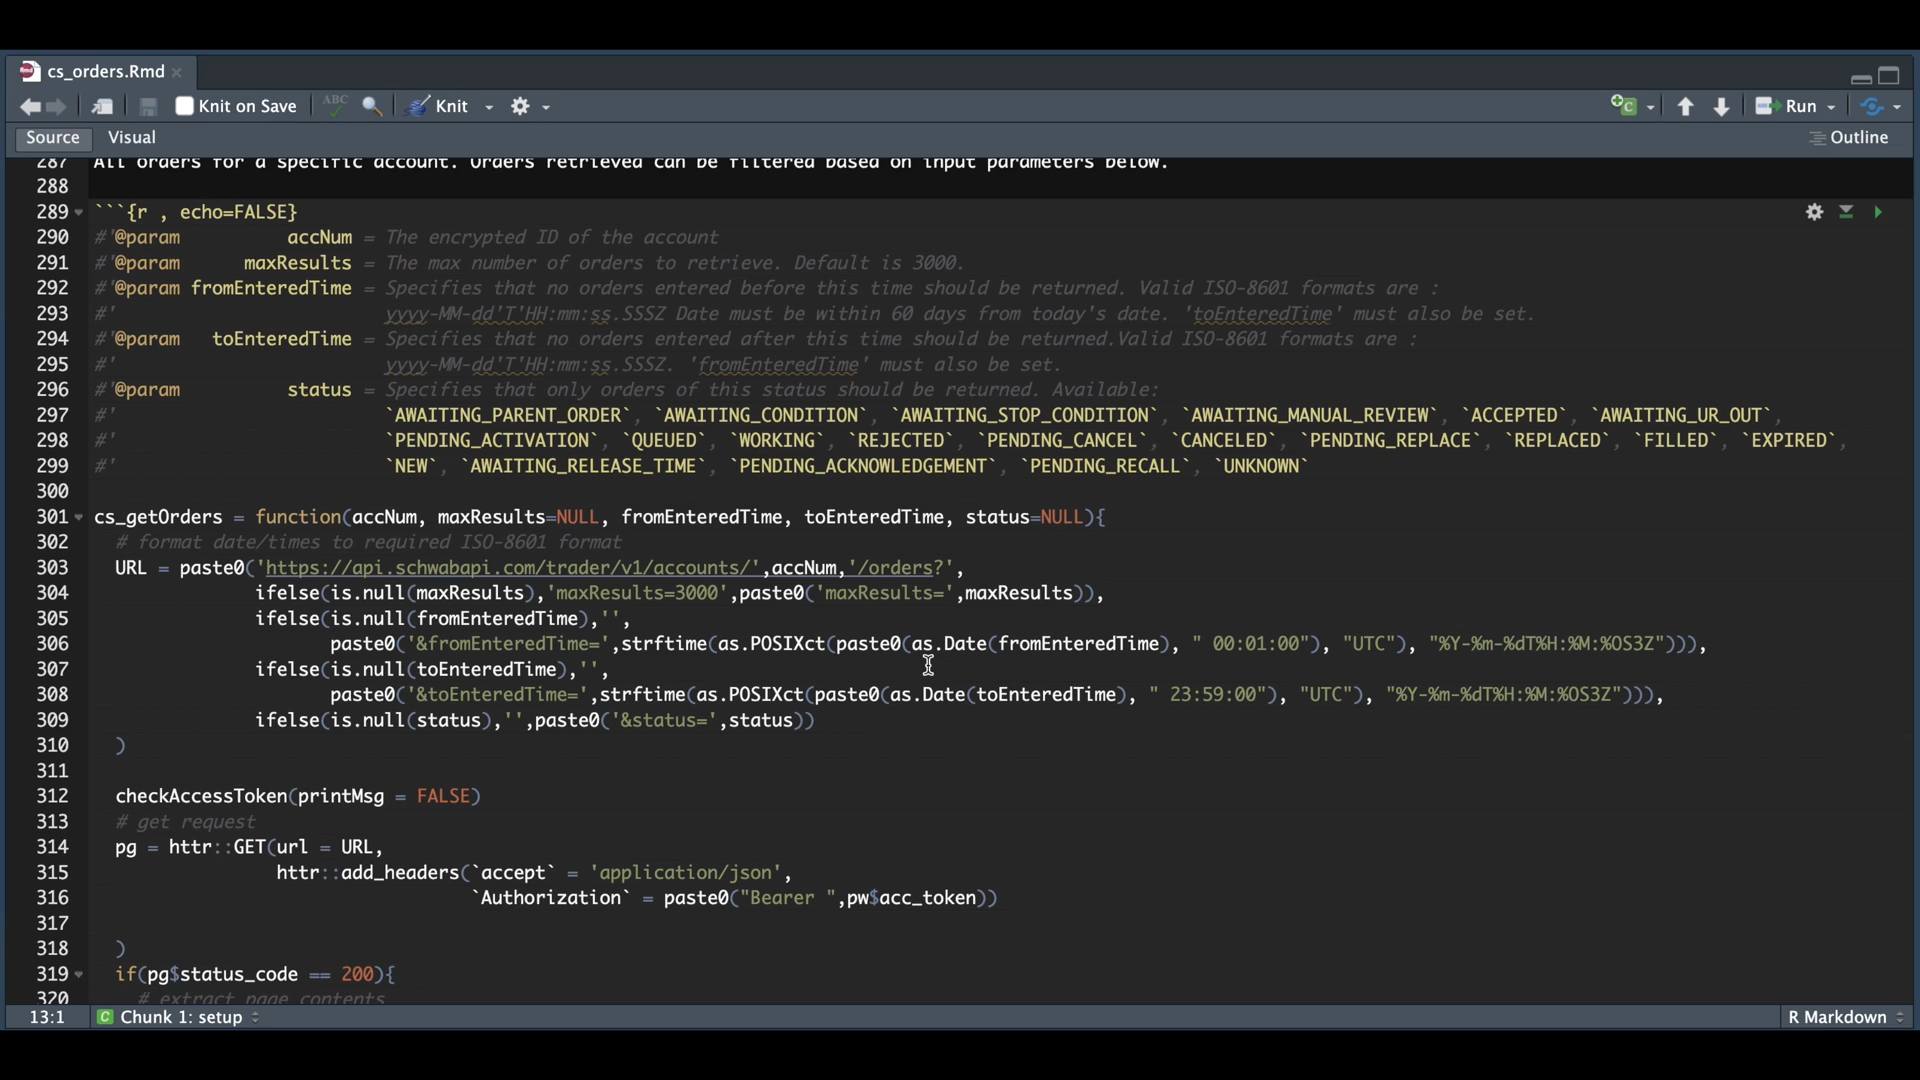 cs_orders.Rmd
Knit on Save
ABC
Knit
Run
Source Visual
Outline
287 All orders for a specific account. Orders retrieved can be filtered based on input parameters below.
288
289 ```{r , echo=FALSE}
290 #'@param accNum = The encrypted ID of the account
291 #'@param maxResults = The max number of orders to retrieve. Default is 3000.
292 #'@param fromEnteredTime = Specifies that no orders entered before this time should be returned. Valid ISO-8601 formats are :
293 #' yyyy-MM-dd'T'HH:mm:ss.SSSZ Date must be within 60 days from today's date. 'toEnteredTime' must also be set.
294 #'@param toEnteredTime = Specifies that no orders entered after this time should be returned.Valid ISO-8601 formats are :
295 #' yyyy-MM-dd'T'HH:mm:ss.SSSZ. 'fromEnteredTime' must also be set.
296 #'@param status = Specifies that only orders of this status should be returned. Available:
297 #' `AWAITING_PARENT_ORDER`, `AWAITING_CONDITION`, `AWAITING_STOP_CONDITION`, `AWAITING_MANUAL_REVIEW`, `ACCEPTED`, `AWAITING_UR_OUT`,
298 #' `PENDING_ACTIVATION`, `QUEUED`, `WORKING`, `REJECTED`, `PENDING_CANCEL`, `CANCELED`, `PENDING_REPLACE`, `REPLACED`, `FILLED`, `EXPIRED`,
299 #' `NEW`, `AWAITING_RELEASE_TIME`, `PENDING_ACKNOWLEDGEMENT`, `PENDING_RECALL`, `UNKNOWN`
300
301 cs_getOrders = function(accNum, maxResults=NULL, fromEnteredTime, toEnteredTime, status=NULL){
302 # format date/times to required ISO-8601 format
303 URL = paste0('https://api.schwabapi.com/trader/v1/accounts/',accNum,'/orders?',
304 ifelse(is.null(maxResults),'maxResults=3000',paste0('maxResults=',maxResults)),
305 ifelse(is.null(fromEnteredTime),'',
306 paste0('&fromEnteredTime=',strftime(as.POSIXct(paste0(as.Date(fromEnteredTime), " 00:01:00"), "UTC"), "%Y-%m-%dT%H:%M:%OS3Z"))),
307 ifelse(is.null(toEnteredTime),'',
308 paste0('&toEnteredTime=',strftime(as.POSIXct(paste0(as.Date(toEnteredTime), " 23:59:00"), "UTC"), "%Y-%m-%dT%H:%M:%OS3Z"))),
309 ifelse(is.null(status),'',paste0('&status=',status))
310 )
311
312 checkAccessToken(printMsg = FALSE)
313 # get request
314 pg = httr::GET(url = URL,
315 httr::add_headers(`accept` = 'application/json',
316 `Authorization` = paste0("Bearer ",pw$acc_token))
317
318 )
319 if(pg$status_code == 200){
320 # extract page contents
13:1 C Chunk 1: setup
R Markdown